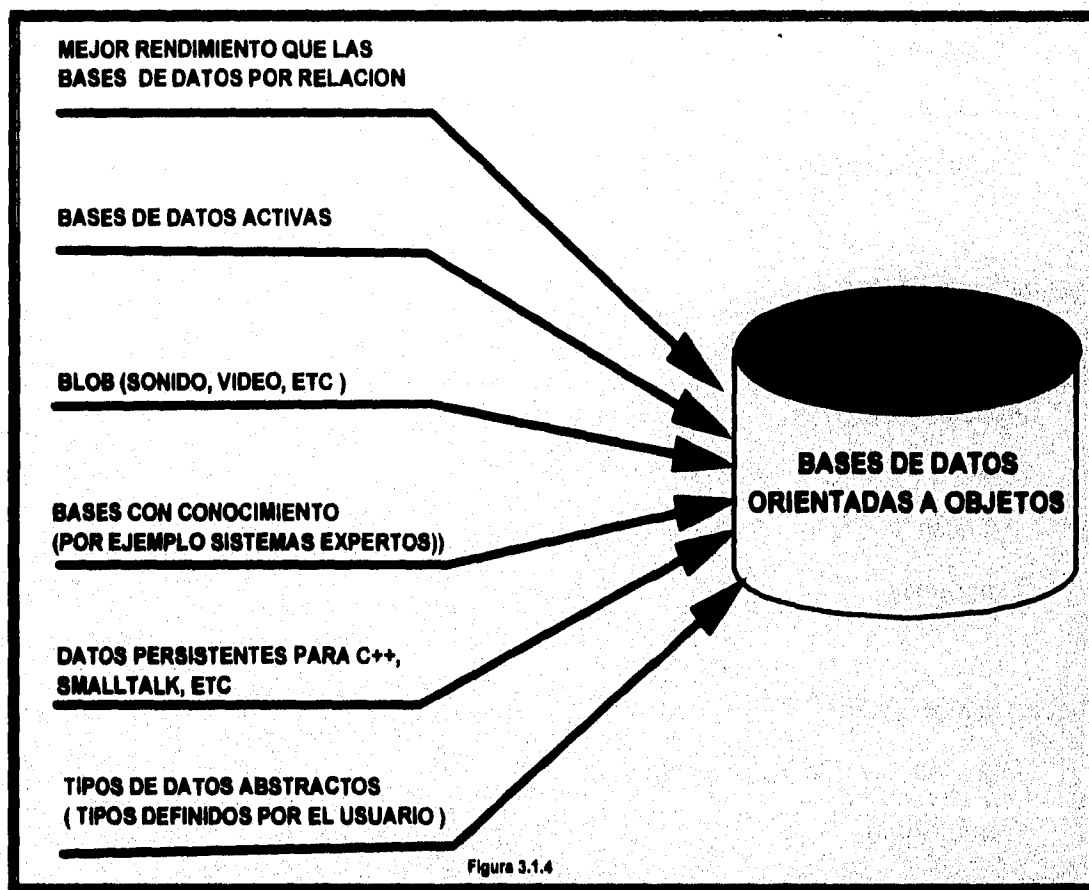 MEJOR RENDIMIENTO QUE LAS
BASES DE DATOS POR RELACION
BASES DE DATOS ACTIVAS
BLOB (SONIDO, VIDEO, ETC )
BASES CON CONOCIMIENTO
(POR EJEMPLO SISTEMAS EXPERTOS))
DATOS PERSISTENTES PARA C++,
SMALLTALK, ETC
TIPOS DE DATOS ABSTRACTOS
( TIPOS DEFINIDOS POR EL USUARIO )
BASES DE DATOS
ORIENTADAS A OBJETOS
Figura 3.1.4